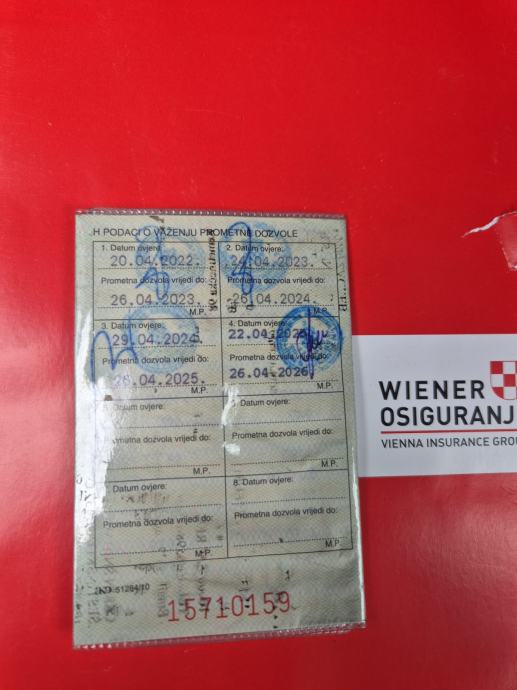 H PODACI O VAŽENJU PROMETNE DOZVOLE
1. Datum ovjere:
20.04.2022.
Prometna dozvola vrijedi do:
26.04.2023.
M.P.
2. Datum ovjere:
24.04.2023.
Prometna dozvola vrijedi do:
26.04.2024.
M.P.
3. Datum ovjere:
29.04.2024.
Prometna dozvola vrijedi do:
26.04.2025.
M.P.
4. Datum ovjere:
22.04.2025.
Prometna dozvola vrijedi do:
26.04.2026.
M.P.
Datum ovjere:
Prometna dozvola vrijedi do:
M.P.
Datum ovjere:
Prometna dozvola vrijedi do:
M.P.
Datum ovjere:
Prometna dozvola vrijedi do:
M.P.
8. Datum ovjere:
Prometna dozvola vrijedi do:
M.P.
15710159
WIENER
OSIGURANJ
VIENNA INSURANCE GRO